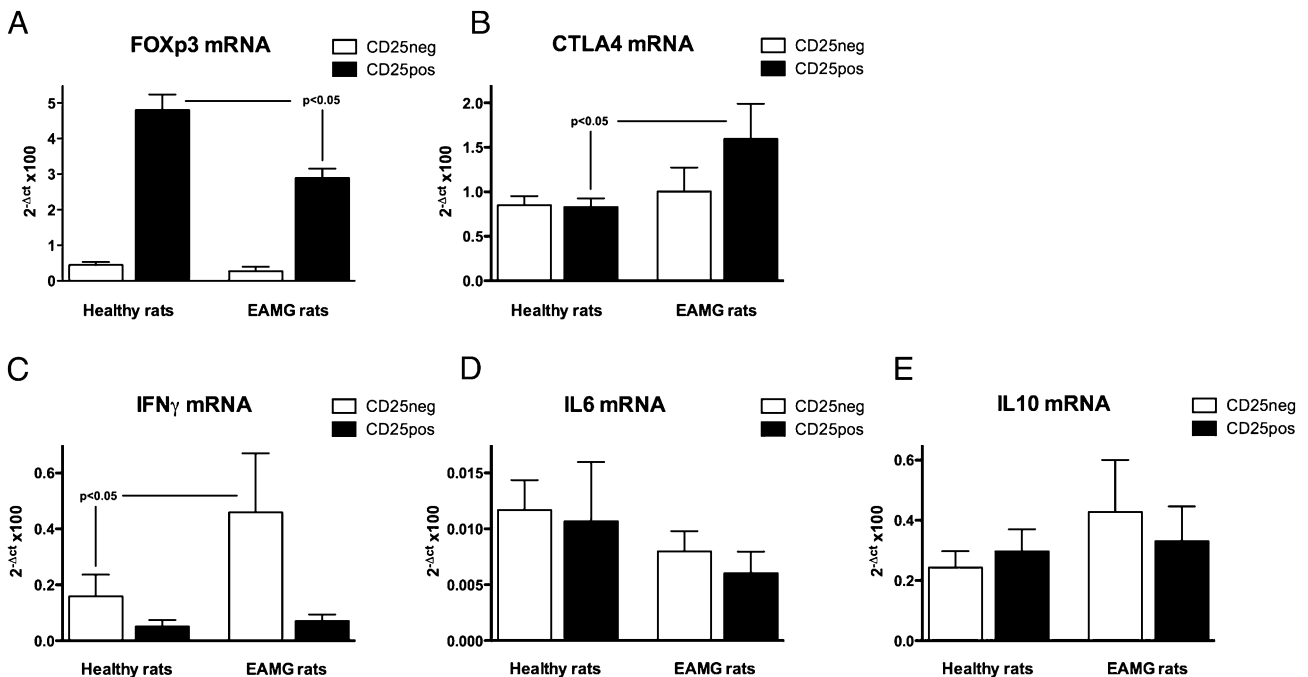 A
FOXp3 mRNA
CD25neg
CD25pos
5
4
3
2
1
0
2-Δct x100
p<0.05
Healthy rats
EAMG rats
B
CTLA4 mRNA
CD25neg
CD25pos
2.0
1.5
1.0
0.5
0.0
2-Δct x100
p<0.05
Healthy rats
EAMG rats
C
IFNγ mRNA
CD25neg
CD25pos
0.6
0.4
0.2
0.0
2-Δct x100
p<0.05
Healthy rats
EAMG rats
D
IL6 mRNA
CD25neg
CD25pos
0.015
0.010
0.005
0.000
2-Δct x100
Healthy rats
EAMG rats
E
IL10 mRNA
CD25neg
CD25pos
0.6
0.4
0.2
0.0
2-Δct x100
Healthy rats
EAMG rats